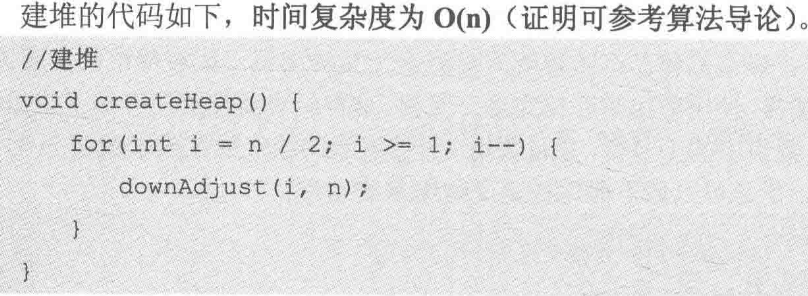 建堆的代码如下，时间复杂度为 O(n)（证明可参考算法导论）。
//建堆
void createHeap() {
for(int i = n / 2; i >= 1; i--) {
downAdjust(i, n);
}
}